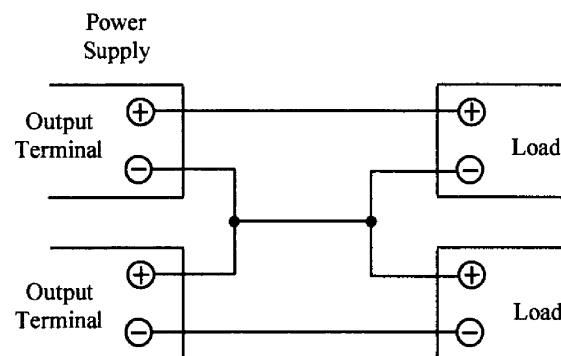 Power
Supply
+
+
Output
Terminal
Load
−
−
+
+
Output
Terminal
Load
−
−